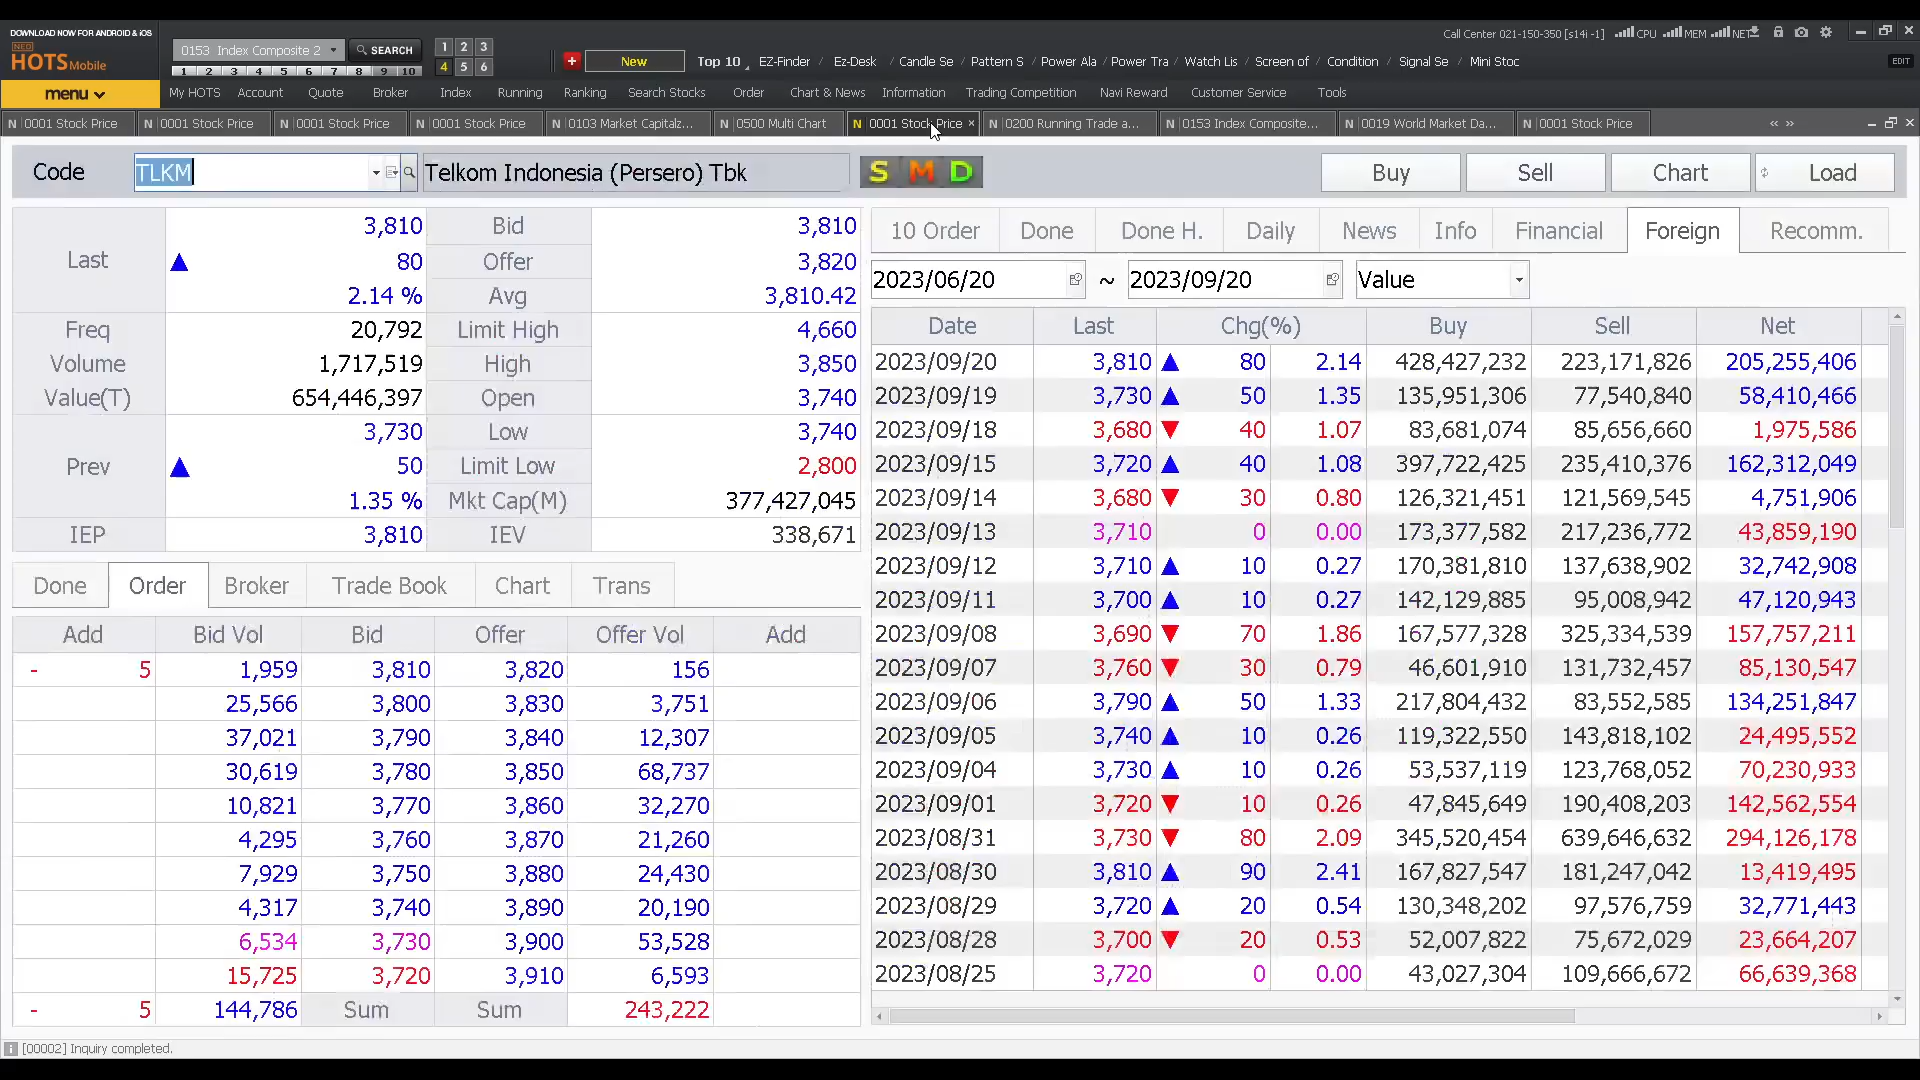 DOWNLOAD NOW FOR ANDROID & iOS
NEO
HOTS Mobile
0153 Index Composite 2
SEARCH
1 2 3
4 5 6
1 2 3 4 5 6 7 8 9 10
New
Top 10 EZ-Finder / Ez-Desk / Candle Se / Pattern S / Power Ala / Power Tra / Watch Lis / Screen of / Condition / Signal Se / Mini Stoc
Call Center 021-150-350 [s14i -1] CPU MEM NET
EDIT
menu
My HOTS Account Quote Broker Index Running Ranking Search Stocks Order Chart & News Information Trading Competition Navi Reward Customer Service Tools
N 0001 Stock Price N 0001 Stock Price N 0001 Stock Price N 0001 Stock Price N 0103 Market Capitalz... N 0500 Multi Chart N 0001 Stock Price × N 0200 Running Trade a... N 0153 Index Composite... N 0019 World Market Da... N 0001 Stock Price
Code TLKM Telkom Indonesia (Persero) Tbk S M D Buy Sell Chart Load
Last ▲ 3,810 80 2.14 %
Bid 3,810
Offer 3,820
Avg 3,810.42
Freq 20,792 Limit High 4,660
Volume 1,717,519 High 3,850
Value(T) 654,446,397 Open 3,740
Prev ▲ 3,730 50 1.35 %
Low 3,740
Limit Low 2,800
Mkt Cap(M) 377,427,045
IEP 3,810 IEV 338,671
Done Order Broker Trade Book Chart Trans
Add Bid Vol Bid Offer Offer Vol Add
- 5 1,959 3,810 3,820 156
25,566 3,800 3,830 3,751
37,021 3,790 3,840 12,307
30,619 3,780 3,850 68,737
10,821 3,770 3,860 32,270
4,295 3,760 3,870 21,260
7,929 3,750 3,880 24,430
4,317 3,740 3,890 20,190
6,534 3,730 3,900 53,528
15,725 3,720 3,910 6,593
- 5 144,786 Sum Sum 243,222
10 Order Done Done H. Daily News Info Financial Foreign Recomm.
2023/06/20 ~ 2023/09/20 Value
Date Last Chg(%) Buy Sell Net
2023/09/20 3,810 ▲ 80 2.14 428,427,232 223,171,826 205,255,406
2023/09/19 3,730 ▲ 50 1.35 135,951,306 77,540,840 58,410,466
2023/09/18 3,680 ▼ 40 1.07 83,681,074 85,656,660 1,975,586
2023/09/15 3,720 ▲ 40 1.08 397,722,425 235,410,376 162,312,049
2023/09/14 3,680 ▼ 30 0.80 126,321,451 121,569,545 4,751,906
2023/09/13 3,710 0 0.00 173,377,582 217,236,772 43,859,190
2023/09/12 3,710 ▲ 10 0.27 170,381,810 137,638,902 32,742,908
2023/09/11 3,700 ▲ 10 0.27 142,129,885 95,008,942 47,120,943
2023/09/08 3,690 ▼ 70 1.86 167,577,328 325,334,539 157,757,211
2023/09/07 3,760 ▼ 30 0.79 46,601,910 131,732,457 85,130,547
2023/09/06 3,790 ▲ 50 1.33 217,804,432 83,552,585 134,251,847
2023/09/05 3,740 ▲ 10 0.26 119,322,550 143,818,102 24,495,552
2023/09/04 3,730 ▲ 10 0.26 53,537,119 123,768,052 70,230,933
2023/09/01 3,720 ▼ 10 0.26 47,845,649 190,408,203 142,562,554
2023/08/31 3,730 ▼ 80 2.09 345,520,454 639,646,632 294,126,178
2023/08/30 3,810 ▲ 90 2.41 167,827,547 181,247,042 13,419,495
2023/08/29 3,720 ▲ 20 0.54 130,348,202 97,576,759 32,771,443
2023/08/28 3,700 ▼ 20 0.53 52,007,822 75,672,029 23,664,207
2023/08/25 3,720 0 0.00 43,027,304 109,666,672 66,639,368
[00002] Inquiry completed.